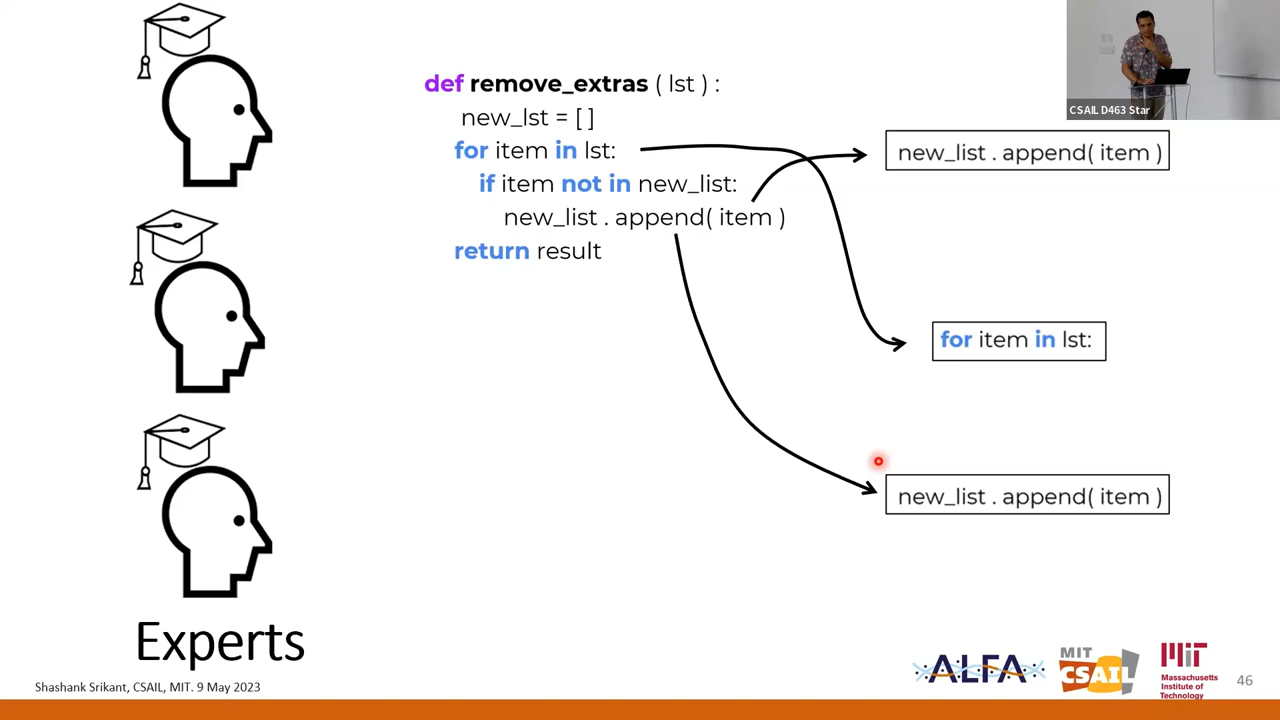 def remove_extras ( lst ) :
new_lst = [ ]
for item in lst:
if item not in new_list:
new_list . append( item )
return result
CSAIL D463 Star
new_list . append( item )
for item in lst:
new_list . append( item )
Experts
Shashank Srikant, CSAIL, MIT. 9 May 2023
ALFA
MIT
CSAIL
MIT
Massachusetts
Institute of
Technology
46